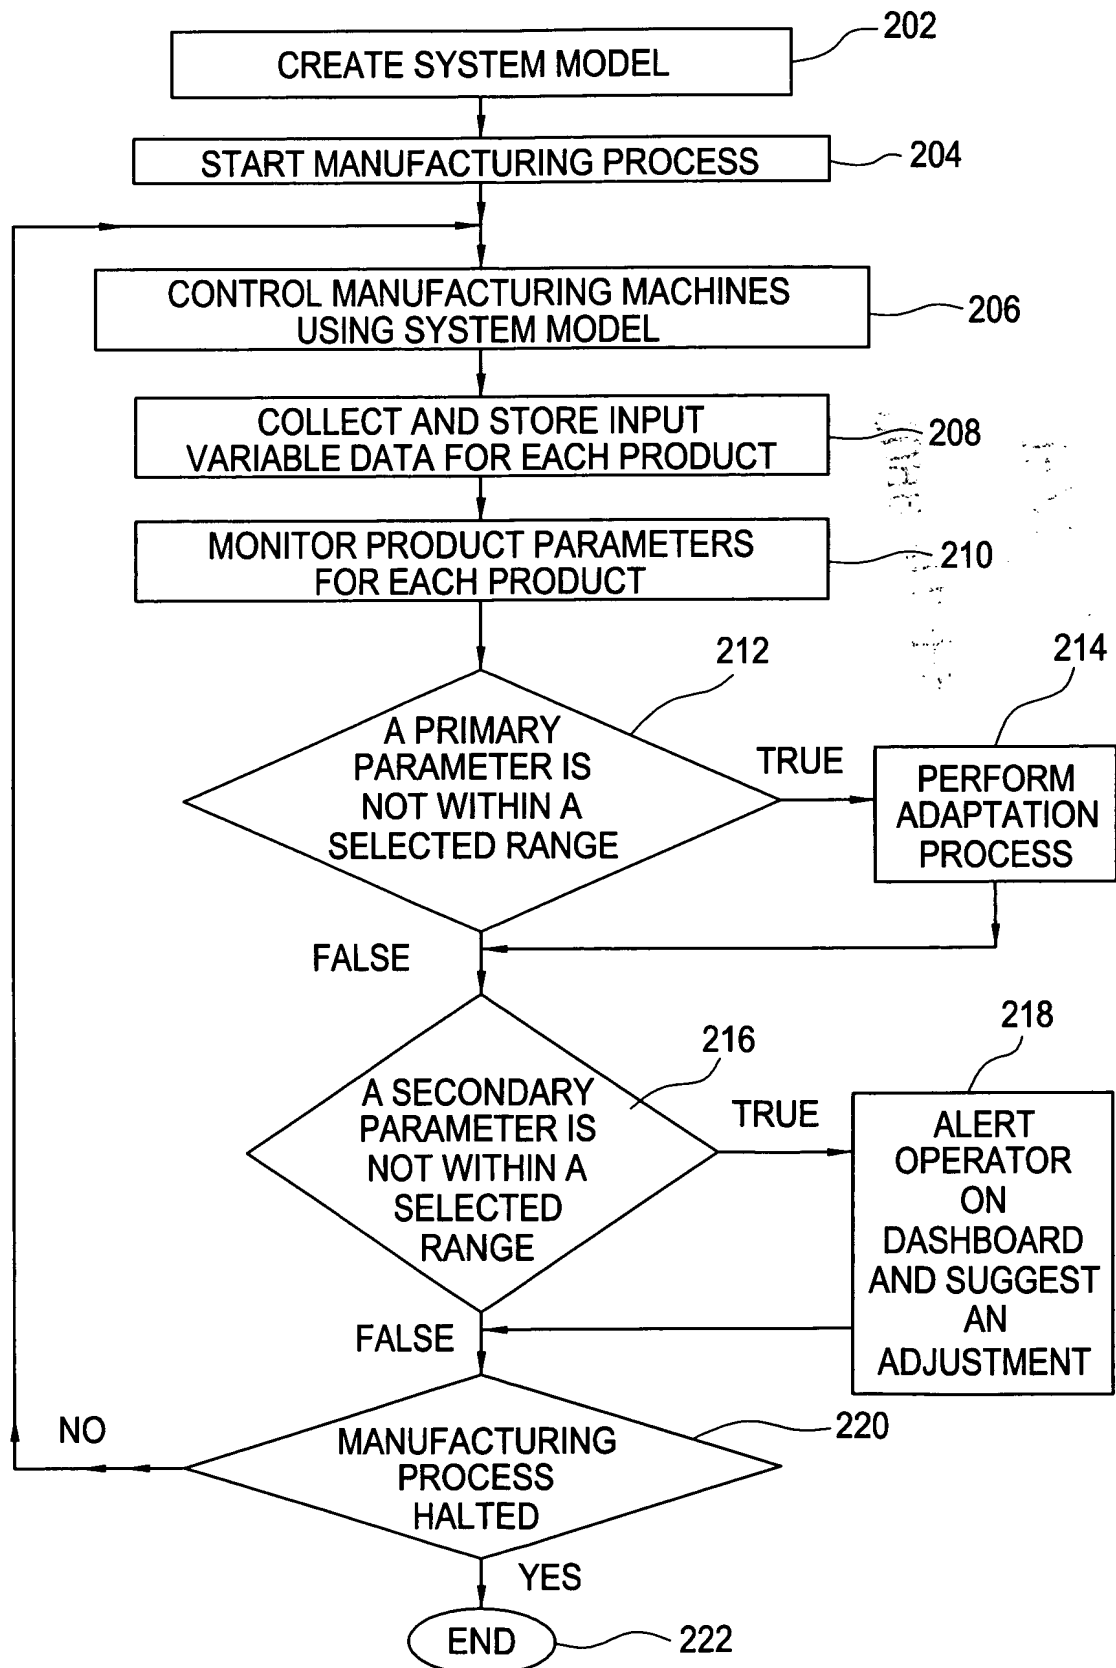 202
CREATE SYSTEM MODEL
START MANUFACTURING PROCESS
204
CONTROL MANUFACTURING MACHINES
USING SYSTEM MODEL
206
COLLECT AND STORE INPUT
VARIABLE DATA FOR EACH PRODUCT
208
MONITOR PRODUCT PARAMETERS
FOR EACH PRODUCT
210
212
A PRIMARY
PARAMETER IS
NOT WITHIN A
SELECTED RANGE
TRUE
214
PERFORM
ADAPTATION
PROCESS
FALSE
216
A SECONDARY
PARAMETER IS
NOT WITHIN A
SELECTED
RANGE
TRUE
218
ALERT
OPERATOR
ON
DASHBOARD
AND SUGGEST
AN
ADJUSTMENT
FALSE
220
MANUFACTURING
PROCESS
HALTED
NO
YES
END
222